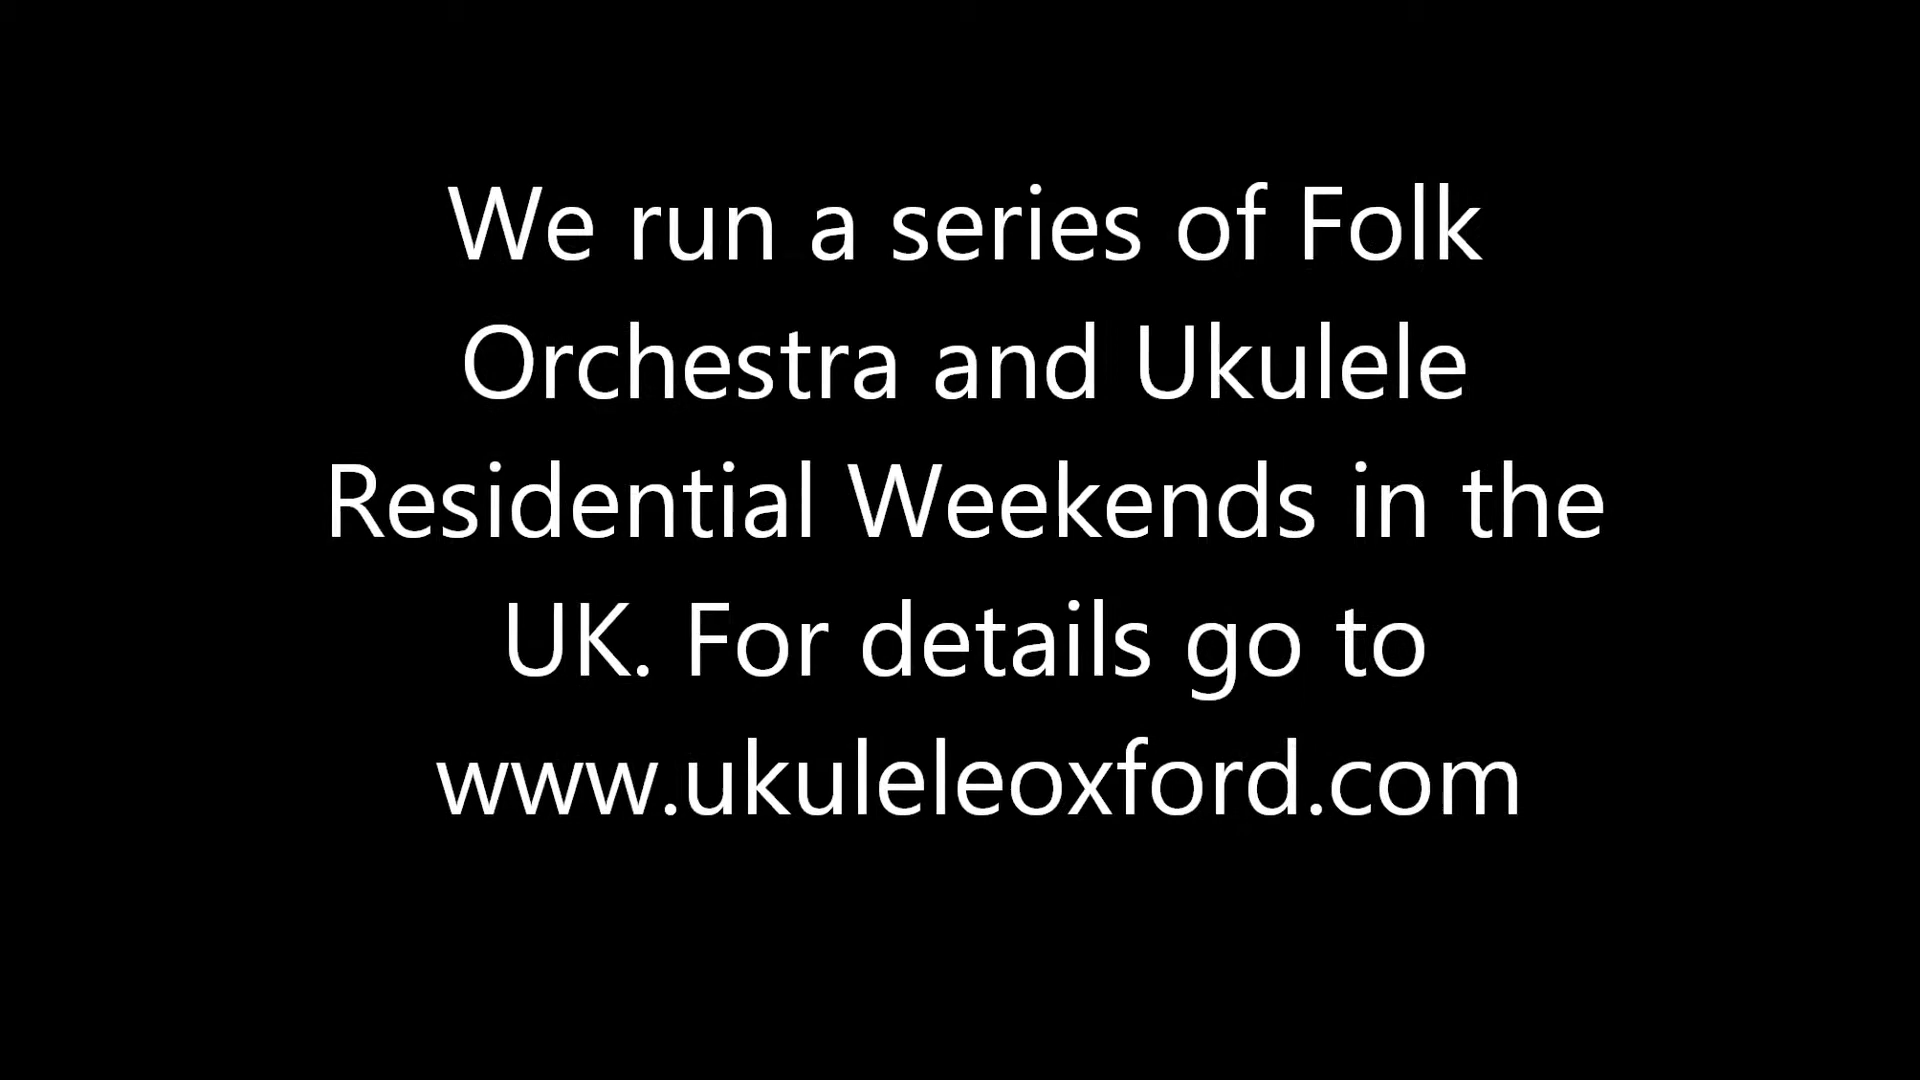 We run a series of Folk
Orchestra and Ukulele
Residential Weekends in the
UK. For details go to
www.ukuleleoxford.com